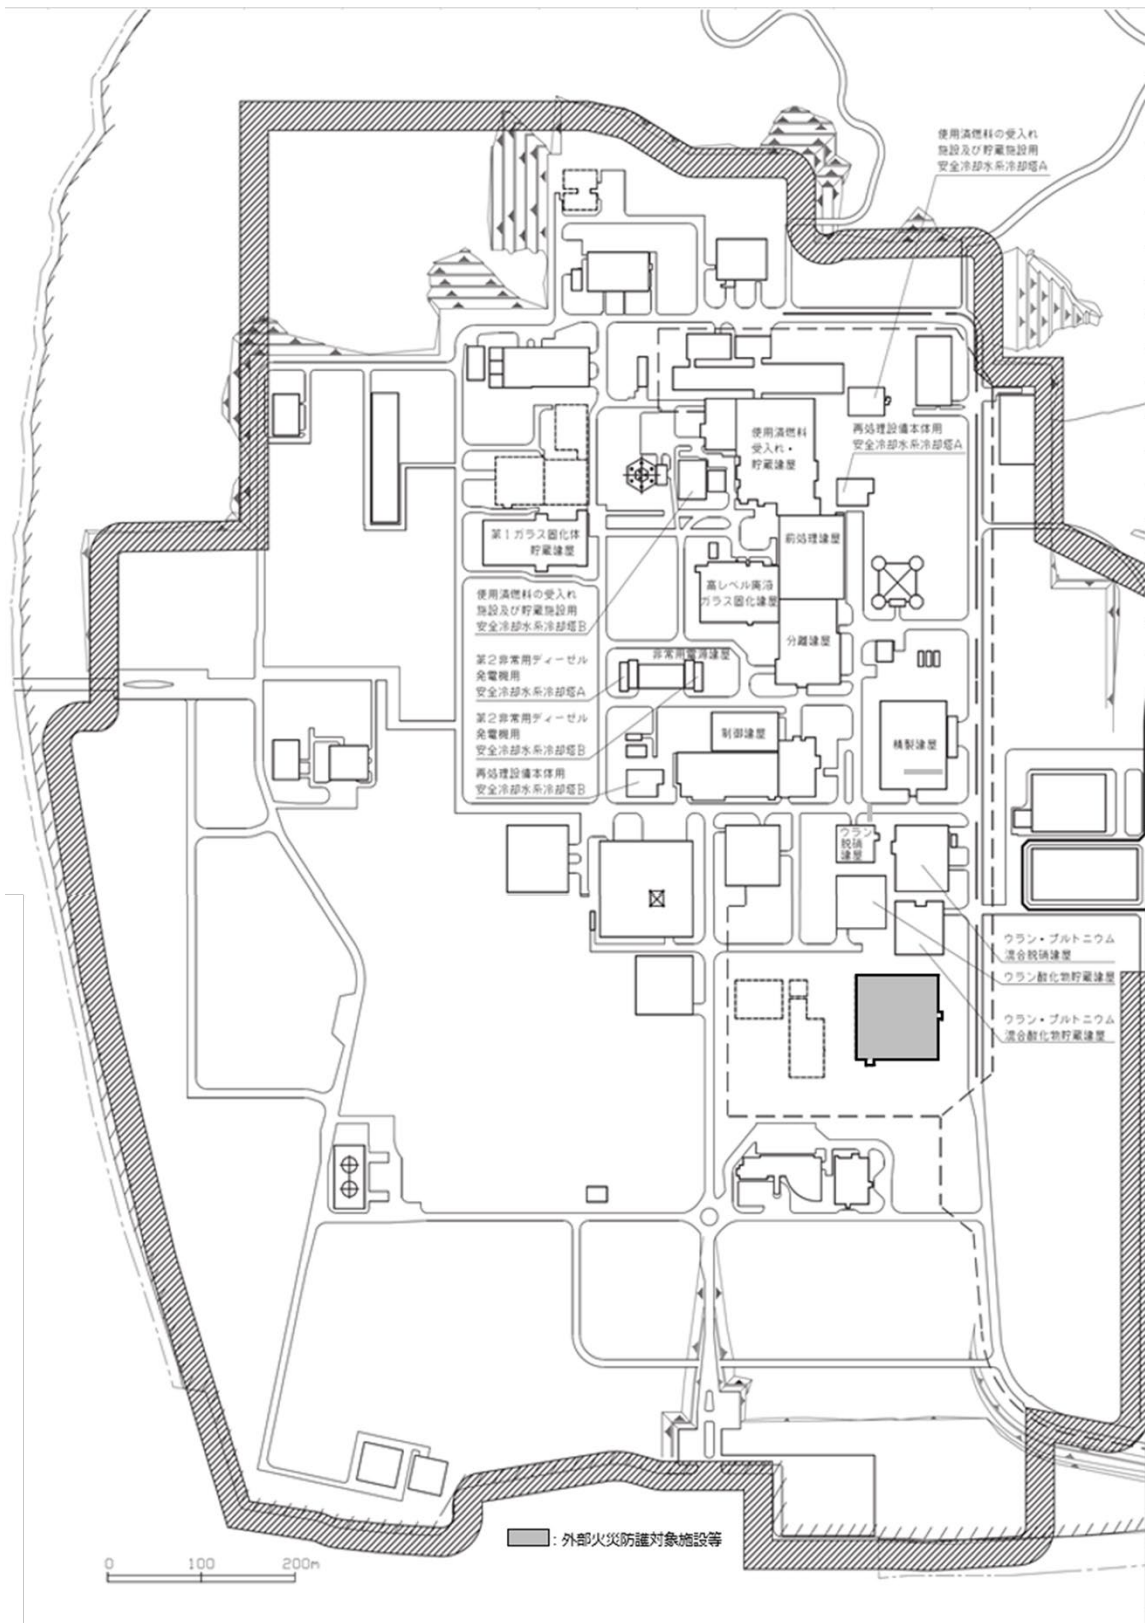 使用済燃料の受入れ
施設及び貯蔵施設用
安全冷却水系冷却塔A
再処理設備本体用
安全冷却水系冷却塔A
使用済燃料
受入れ・
貯蔵建屋
第1ガラス固化体
貯蔵建屋
前処理建屋
高レベル廃液
ガラス固化建屋
使用済燃料の受入れ
施設及び貯蔵施設用
安全冷却水系冷却塔B
分離建屋
非常用電源建屋
第2非常用ディーゼル
発電機用
安全冷却水系冷却塔A
第2非常用ディーゼル
発電機用
安全冷却水系冷却塔B
制御建屋
精製建屋
再処理設備本体用
安全冷却水系冷却塔B
ウラン
脱硝
建屋
ウラン・プルトニウム
混合脱硝建屋
ウラン酸化物貯蔵建屋
ウラン・プルトニウム
混合酸化物貯蔵建屋
:外部火災防護対象施設等
0 100 200m